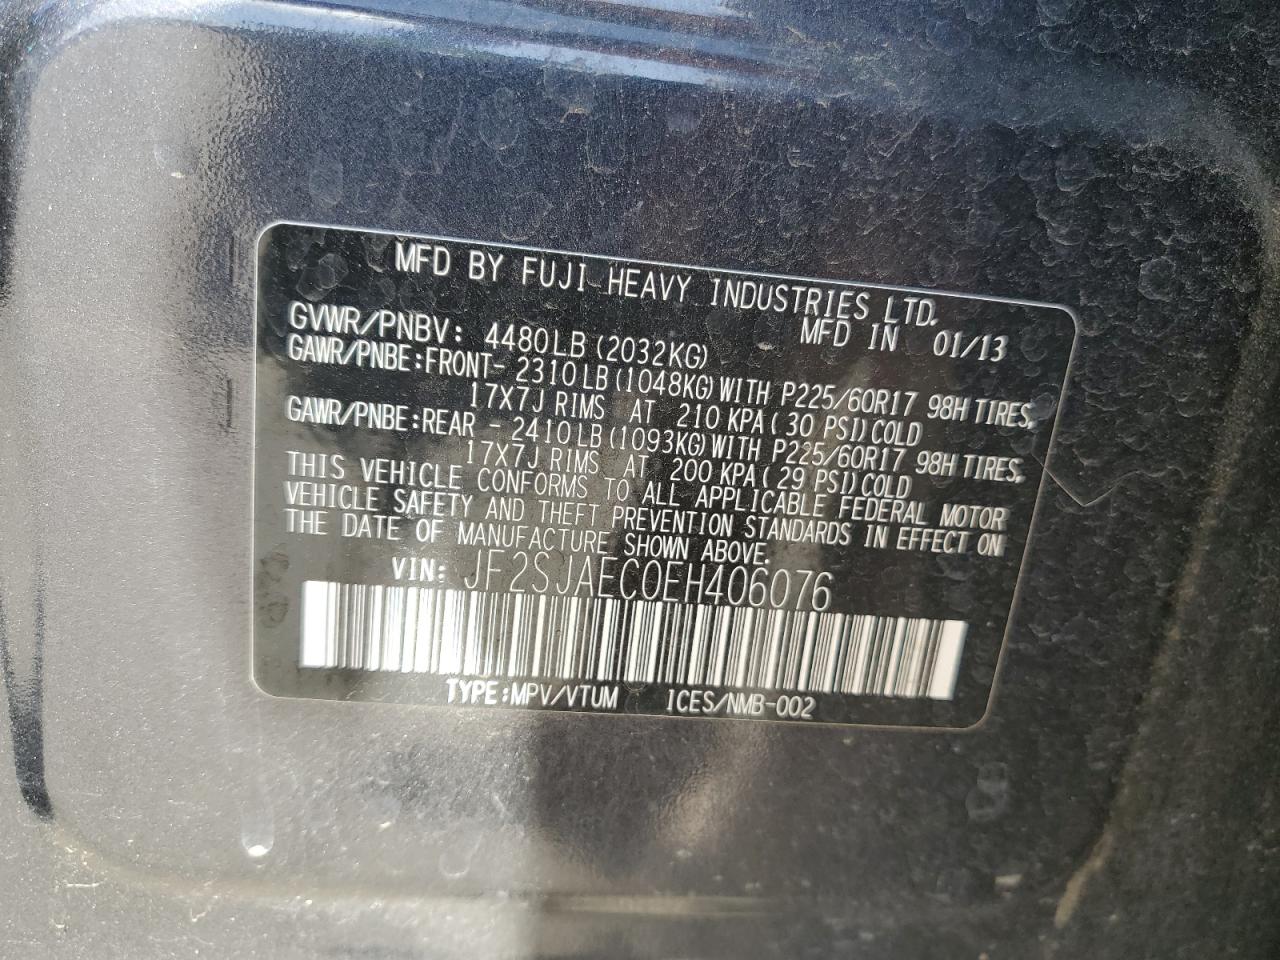 MFD BY FUJI HEAVY INDUSTRIES LTD.
MFD IN 01/13
GVWR/PNBV: 4480LB (2032KG)
GAWR/PNBE:FRONT- 2310LB(1048KG)WITH P225/60R17 98H TIRES,
17X7J RIMS AT 210 KPA( 30 PSI)COLD
GAWR/PNBE:REAR - 2410LB(1093KG)WITH P225/60R17 98H TIRES,
17X7J RIMS AT 200 KPA( 29 PSI)COLD
THIS VEHICLE CONFORMS TO ALL APPLICABLE FEDERAL MOTOR
VEHICLE SAFETY AND THEFT PREVENTION STANDARDS IN EFFECT ON
THE DATE OF MANUFACTURE SHOWN ABOVE.
VIN: JF2SJAEC0EH406076
TYPE:MPV/VTUM ICES/NMB-002